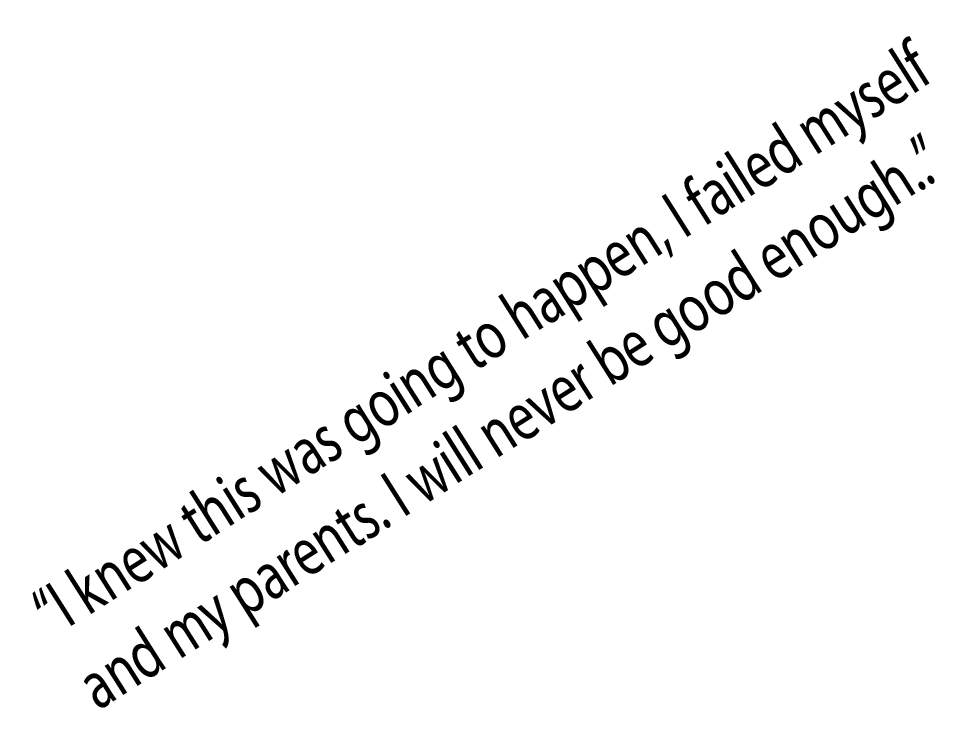 “I knew this was going to happen, I failed myself
and my parents. I will never be good enough..”